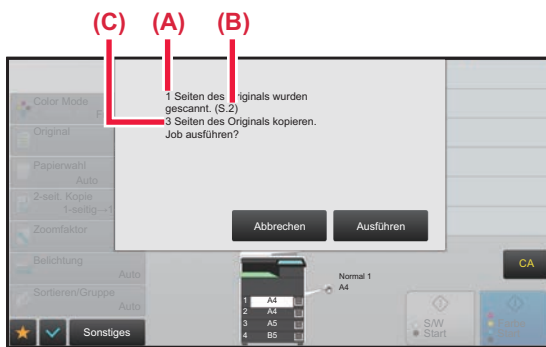 (C) (A) (B)
1 Seiten des Originals wurden
gescannt. (S.2)
3 Seiten des Originals kopieren.
Job ausführen?
Abbrechen Ausführen
Color Mode
Original
Papierwahl
Auto
2-seit. Kopie
1-seitig→1
Zoomfaktor
Belichtung
Auto
Sortieren/Gruppe
Auto
Sonstiges
1 A4
2 A4
3 A5
4 B5
Normal 1
A4
CA
S/W
Start
Start